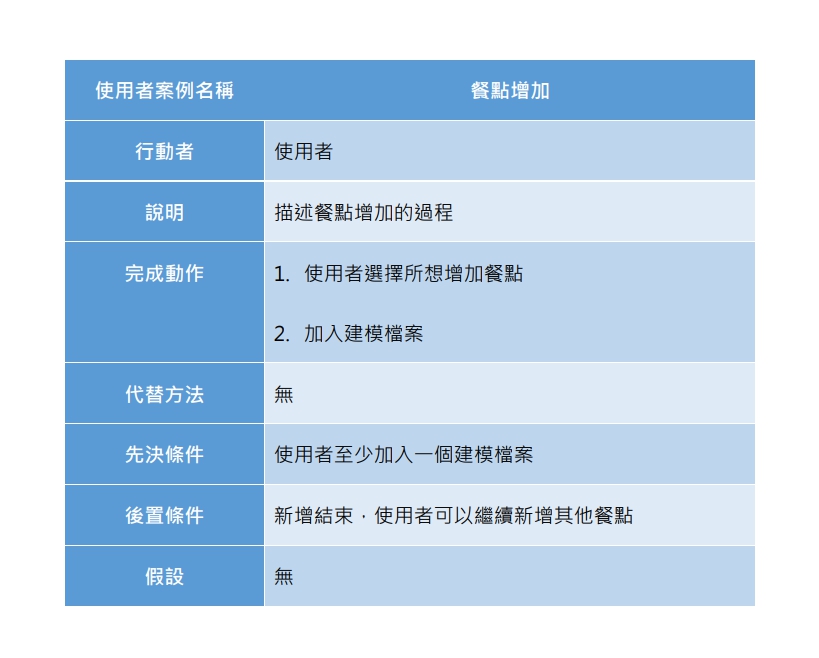 使用者案例名稱 餐點增加
行動者 使用者
說明 描述餐點增加的過程
完成動作 1. 使用者選擇所想增加餐點
2. 加入建模檔案
代替方法 無
先決條件 使用者至少加入一個建模檔案
後置條件 新增結束，使用者可以繼續新增其他餐點
假設 無